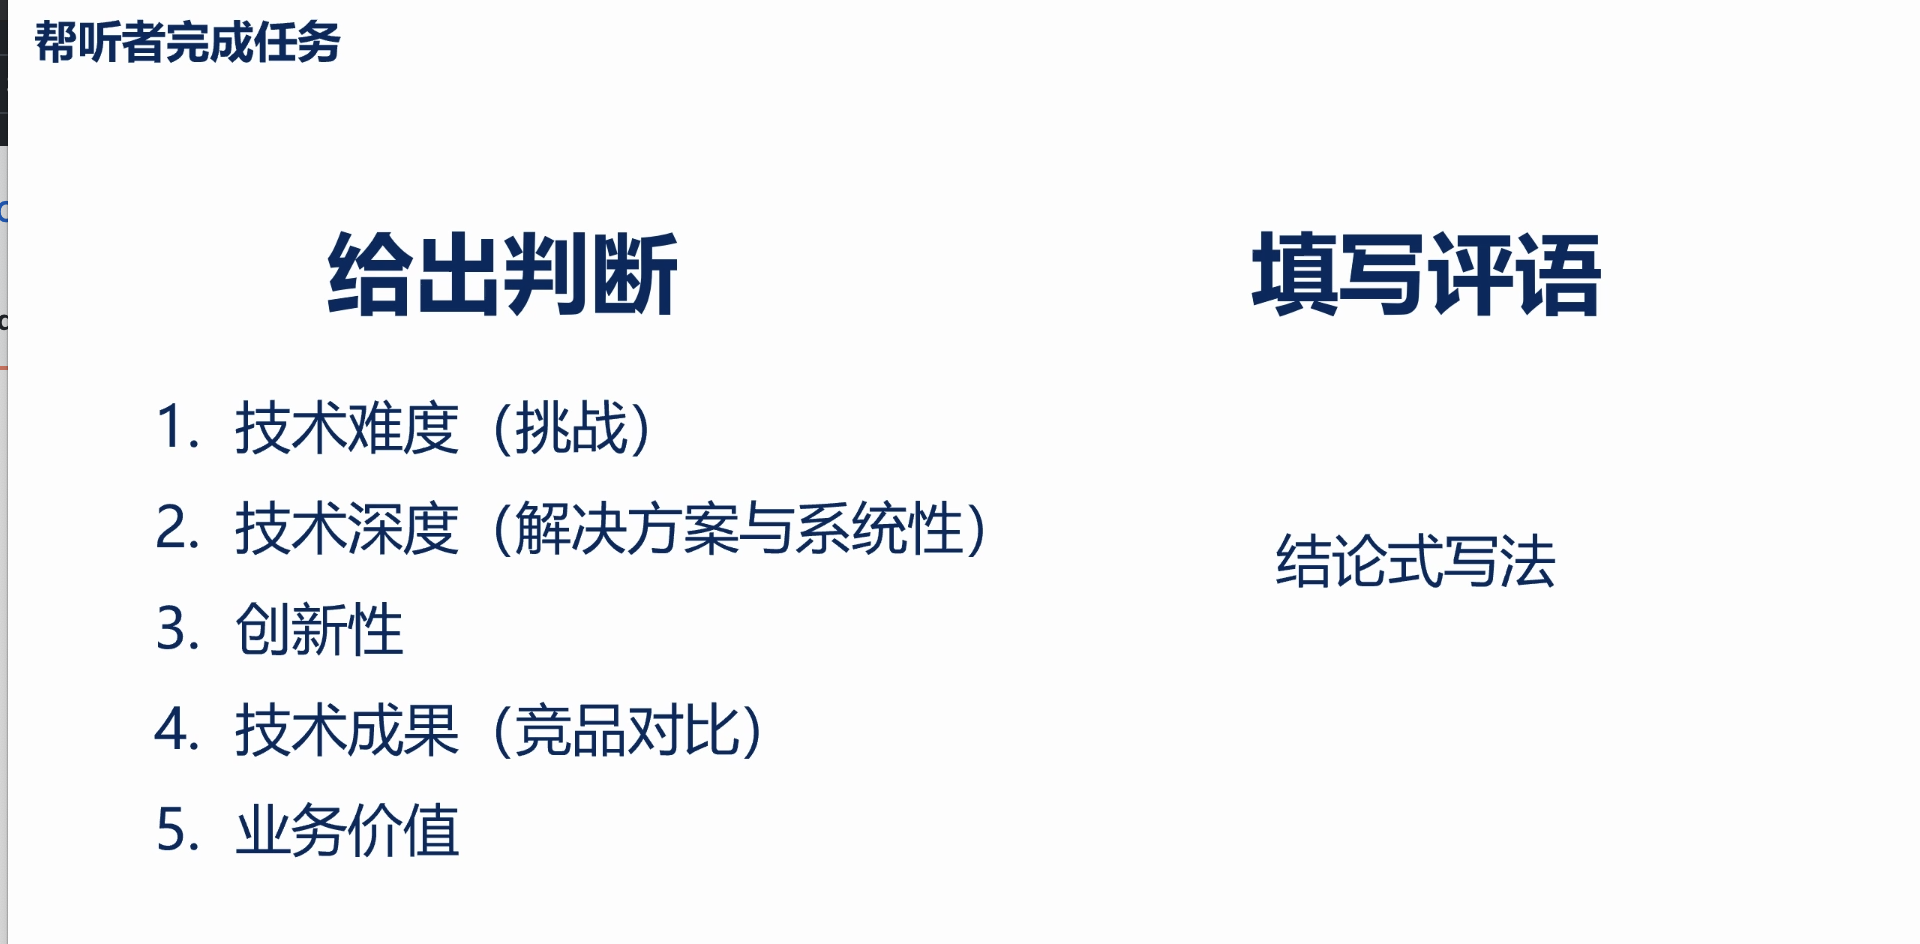 帮听者完成任务
给出判断
1. 技术难度（挑战）
2. 技术深度（解决方案与系统性）
3. 创新性
4. 技术成果（竞品对比）
5. 业务价值
填写评语
结论式写法